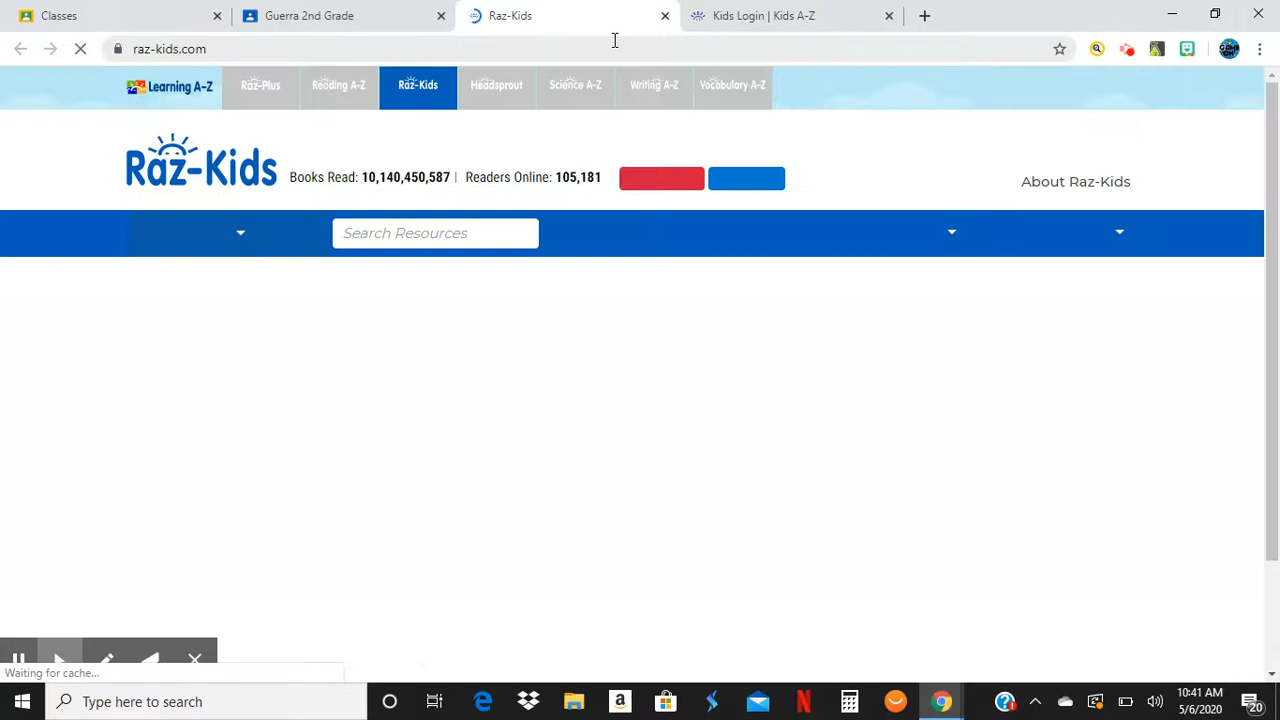 Classes
Guerra 2nd Grade
Raz-Kids
Kids Login | Kids A-Z
raz-kids.com
Learning A-Z
Raz-Plus
Reading A-Z
Raz-Kids
Headsprout
Science A-Z
Writing A-Z
Vocabulary A-Z
Raz-Kids
Books Read: 10,140,450,587 | Readers Online: 105,181
About Raz-Kids
Search Resources
Waiting for cache...
Type here to search
10:41 AM
5/6/2020
20